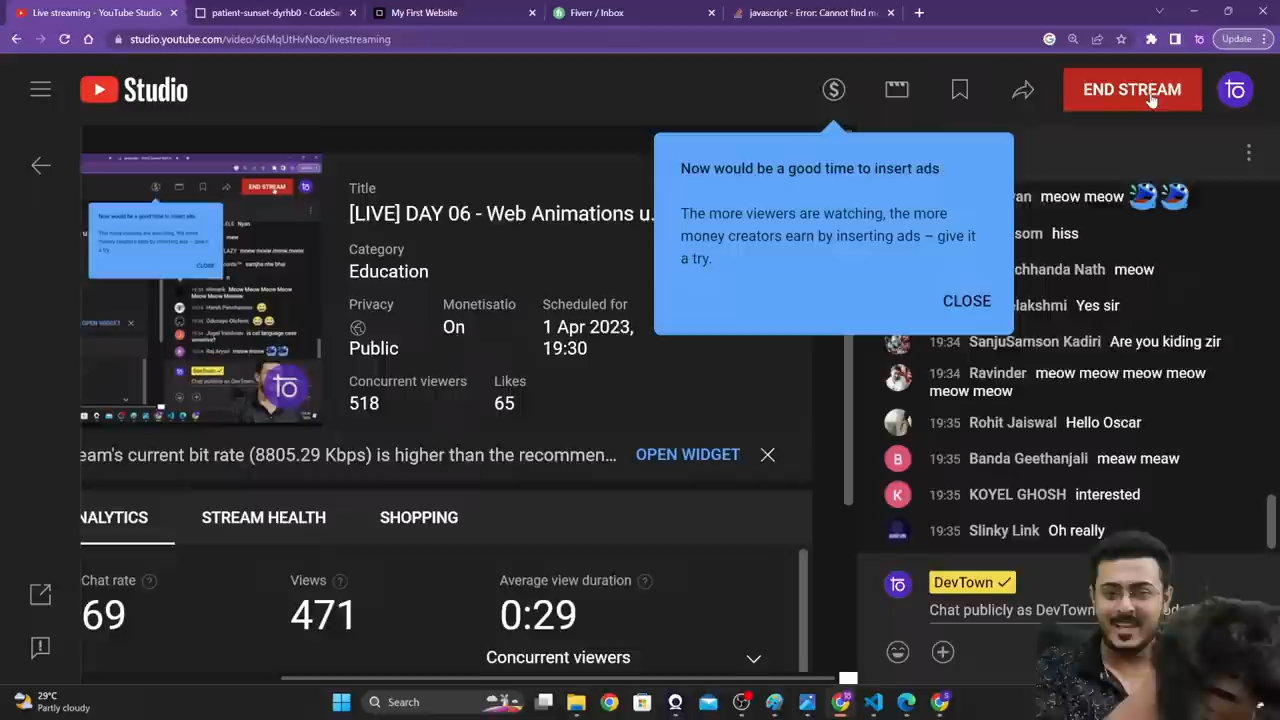 Live streaming - YouTube Studio
patient-sunset-dyrhb0 - CodeSa
My First Website
Fiverr / Inbox
javascript - Error: Cannot find m
studio.youtube.com/video/s6MqUtHvNoo/livestreaming
Update
Studio
END STREAM
Now would be a good time to insert ads
The more viewers are watching, the more
money creators earn by inserting ads – give it
a try.
CLOSE
Title
[LIVE] DAY 06 - Web Animations u...
Category
Education
Privacy
Public
Monetisatio
On
Scheduled for
1 Apr 2023,
19:30
Concurrent viewers
518
Likes
65
eam's current bit rate (8805.29 Kbps) is higher than the recommen...
OPEN WIDGET
NALYTICS
STREAM HEALTH
SHOPPING
Chat rate
69
Views
471
Average view duration
0:29
Concurrent viewers
an meow meow
som hiss
chhanda Nath meow
elakshmi Yes sir
19:34 SanjuSamson Kadiri Are you kiding zir
19:34 Ravinder meow meow meow meow
meow meow
19:35 Rohit Jaiswal Hello Oscar
19:35 Banda Geethanjali meaw meaw
19:35 KOYEL GHOSH interested
19:35 Slinky Link Oh really
DevTown
Chat publicly as DevTown
29°C
Partly cloudy
Search